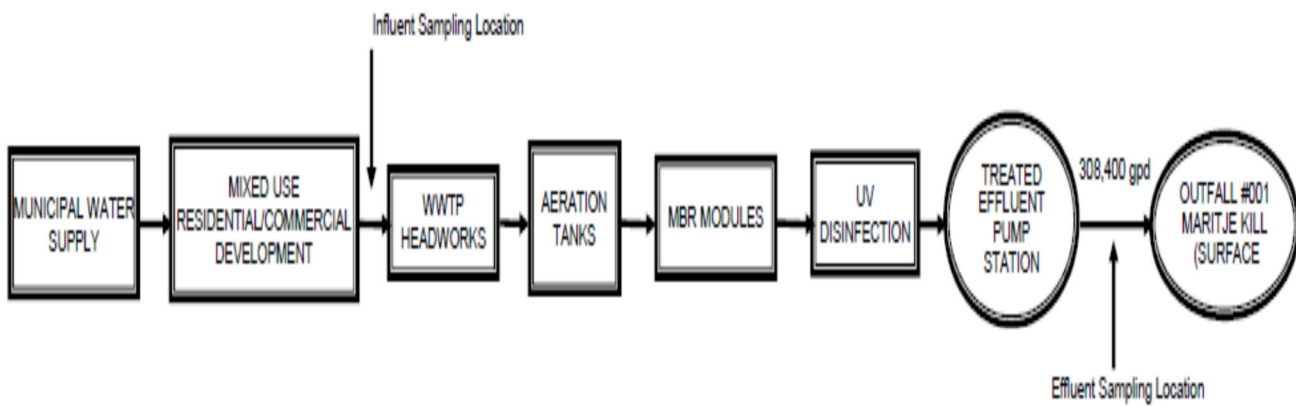 Influent Sampling Location
MUNICIPAL WATER
SUPPLY
MIXED USE
RESIDENTIAL/COMMERCIAL
DEVELOPMENT
WWTP
HEADWORKS
AERATION
TANKS
MBR MODULES
UV
DISINFECTION
TREATED
EFFLUENT
PUMP
STATION
308,400 gpd
OUTFALL #001
MARITJE KILL
(SURFACE
Effluent Sampling Location